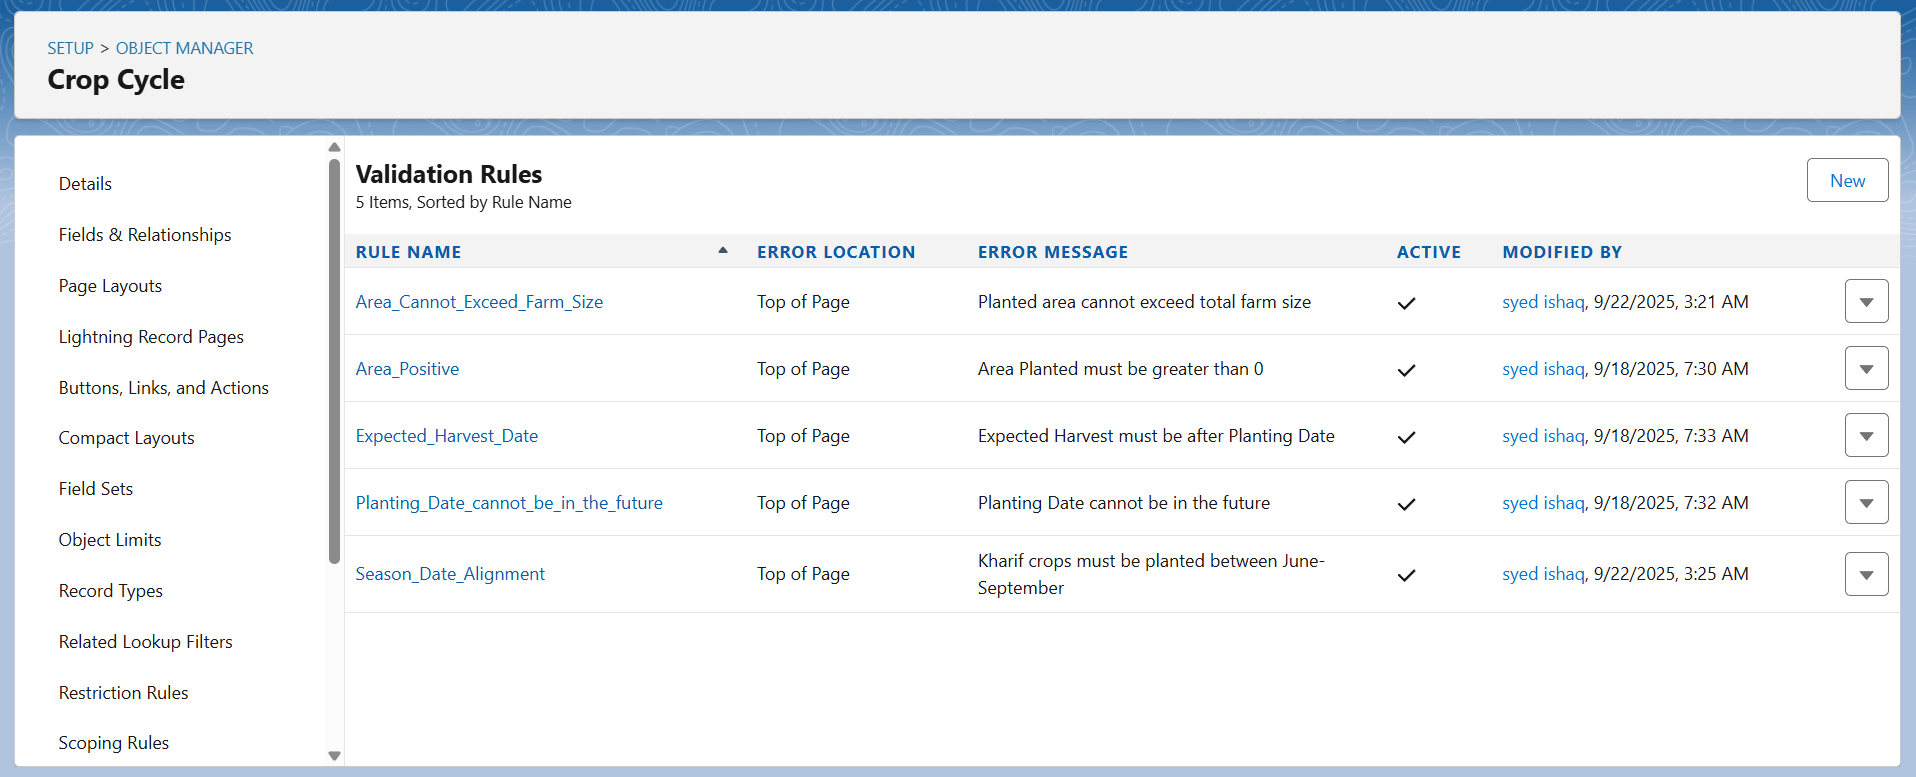 SETUP > OBJECT MANAGER
Crop Cycle
Details
Fields & Relationships
Page Layouts
Lightning Record Pages
Buttons, Links, and Actions
Compact Layouts
Field Sets
Object Limits
Record Types
Related Lookup Filters
Restriction Rules
Scoping Rules
Validation Rules
5 Items, Sorted by Rule Name
New
RULE NAME ERROR LOCATION ERROR MESSAGE ACTIVE MODIFIED BY
Area_Cannot_Exceed_Farm_Size Top of Page Planted area cannot exceed total farm size syed ishaq, 9/22/2025, 3:21 AM
Area_Positive Top of Page Area Planted must be greater than 0 syed ishaq, 9/18/2025, 7:30 AM
Expected_Harvest_Date Top of Page Expected Harvest must be after Planting Date syed ishaq, 9/18/2025, 7:33 AM
Planting_Date_cannot_be_in_the_future Top of Page Planting Date cannot be in the future syed ishaq, 9/18/2025, 7:32 AM
Season_Date_Alignment Top of Page Kharif crops must be planted between June-
September syed ishaq, 9/22/2025, 3:25 AM